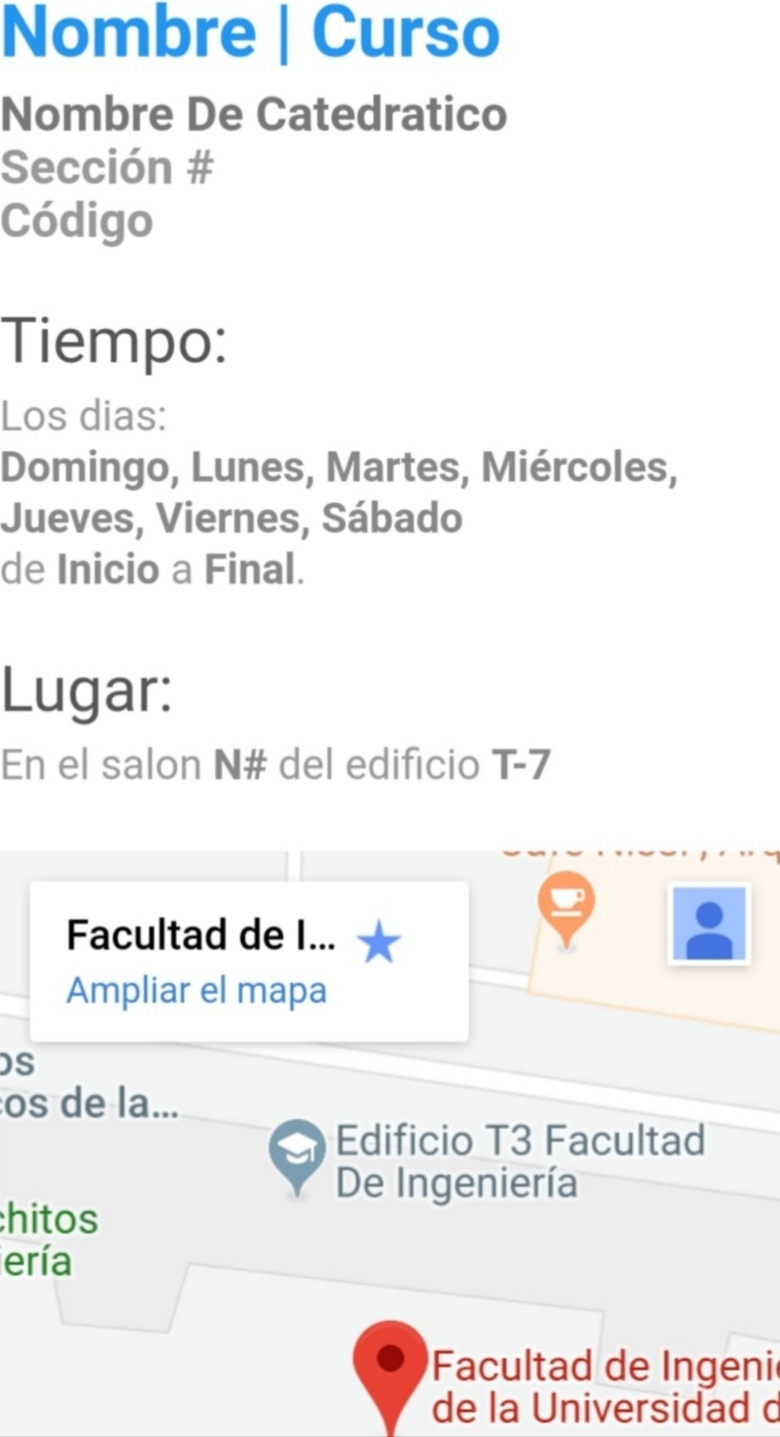 Nombre | Curso
Nombre De Catedratico
Sección #
Código
Tiempo:
Los dias:
Domingo, Lunes, Martes, Miércoles,
Jueves, Viernes, Sábado
de Inicio a Final.
Lugar:
En el salon N# del edificio T-7
Facultad de I...
Ampliar el mapa
os de la...
Edificio T3 Facultad
De Ingeniería
chitos
iería
Facultad de Ingeni
de la Universidad d